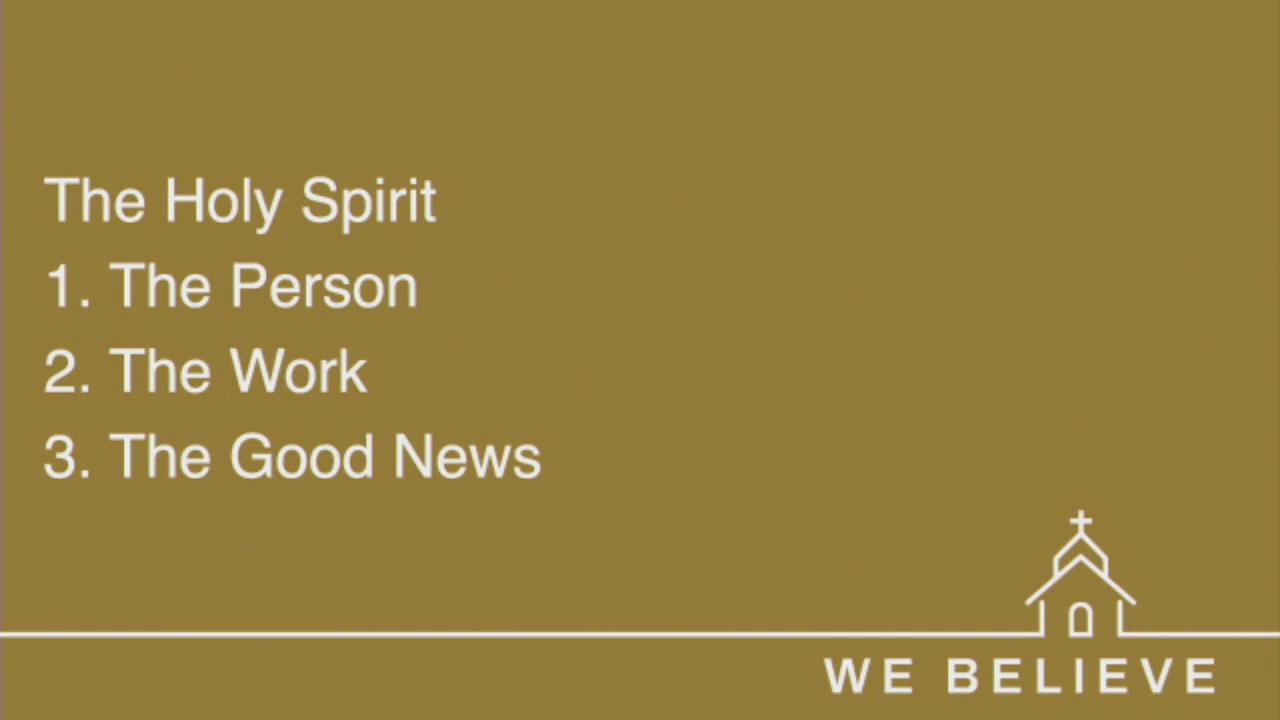 The Holy Spirit
1. The Person
2. The Work
3. The Good News
WE BELIEVE